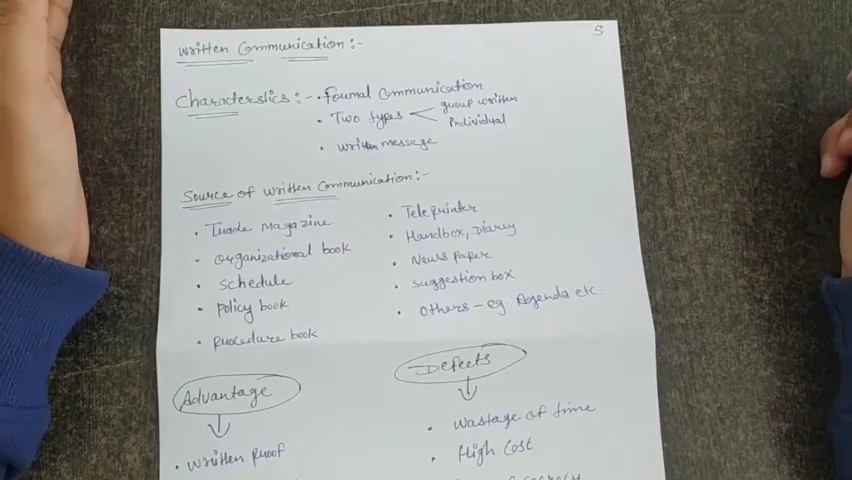 5
Written Communication :-
Characterstics :- • Formal Communication
• Two types group written
Individual
• written messege
Source of written Communication :-
• Trade Magazine
• organizational book
• schedule
• policy book
• procedure book
• Teleprinter
• Handbox, Diary
• News Paper
• suggestion box
• others - eg. Agenda etc.
Advantage
• written proof
Defects
• wastage of time
• High Cost